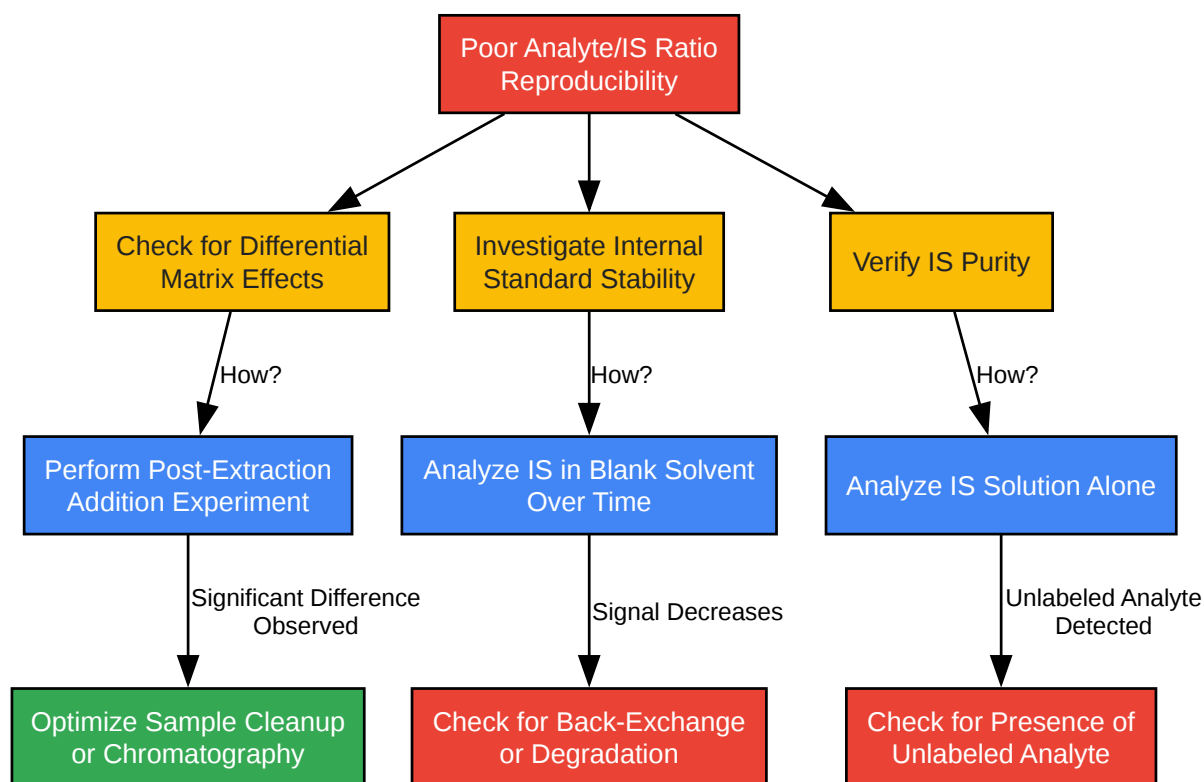 Poor Analyte/IS Ratio
Reproducibility
Check for Differential
Matrix Effects
Investigate Internal
Standard Stability
Verify IS Purity
How?
How?
How?
Perform Post-Extraction
Addition Experiment
Analyze IS in Blank Solvent
Over Time
Analyze IS Solution Alone
Significant Difference
Observed
Signal Decreases
Unlabeled Analyte
Detected
Optimize Sample Cleanup
or Chromatography
Check for Back-Exchange
or Degradation
Check for Presence of
Unlabeled Analyte